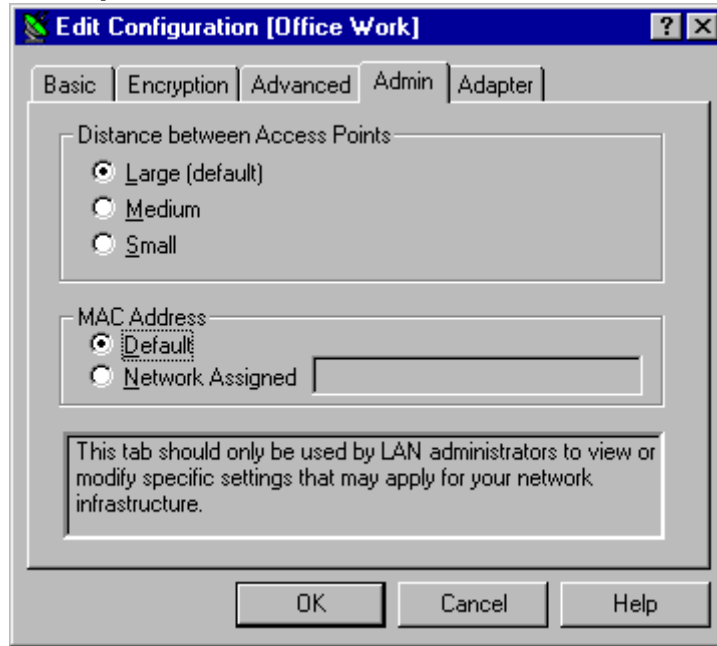 Edit Configuration [Office Work]
Basic Encryption Advanced Admin Adapter
Distance between Access Points
Large (default)
Medium
Small
MAC Address
Default
Network Assigned
This tab should only be used by LAN administrators to view or
modify specific settings that may apply for your network
infrastructure.
OK Cancel Help